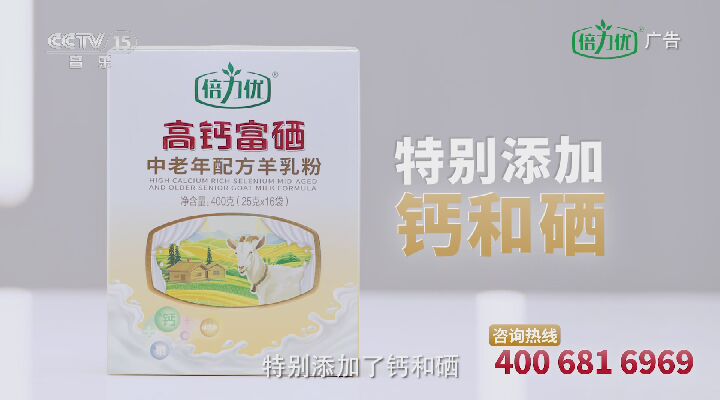 CCTV 15
音乐
倍力优® 广告
倍力优®
高钙富硒
中老年配方羊乳粉
HIGH CALCIUM RICH SELENIUM MID AGED
AND OLDER SENIOR GOAT MILK FORMULA
净含量:400克(25克×16袋)
钙
特别添加
钙和硒
特别添加了钙和硒
咨询热线
400 681 6969